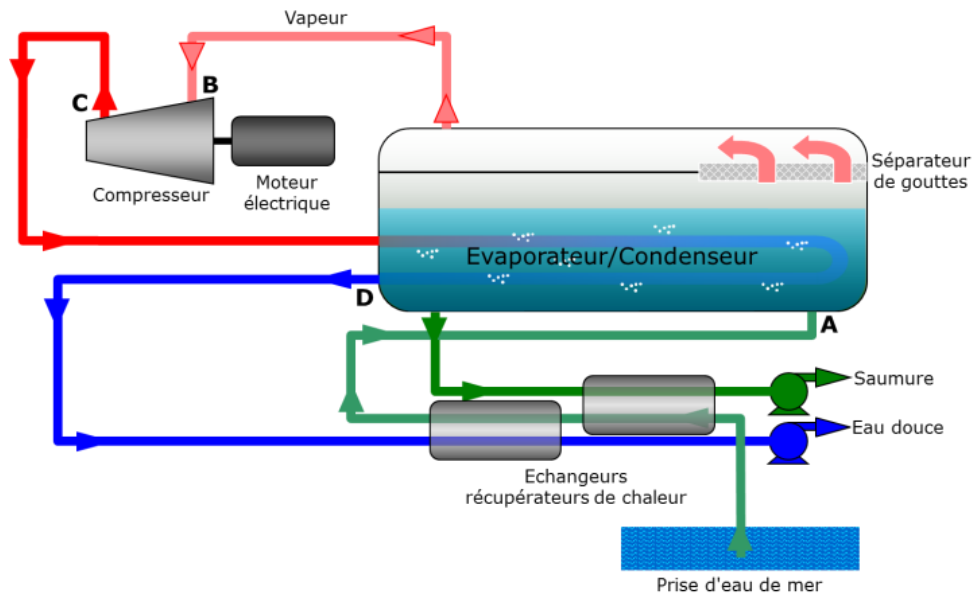 Vapeur
B
C
Compresseur
Moteur
électrique
Séparateur
de gouttes
Evaporateur/Condenseur
D
A
Saumure
Eau douce
Echangeurs
récupérateurs de chaleur
Prise d'eau de mer